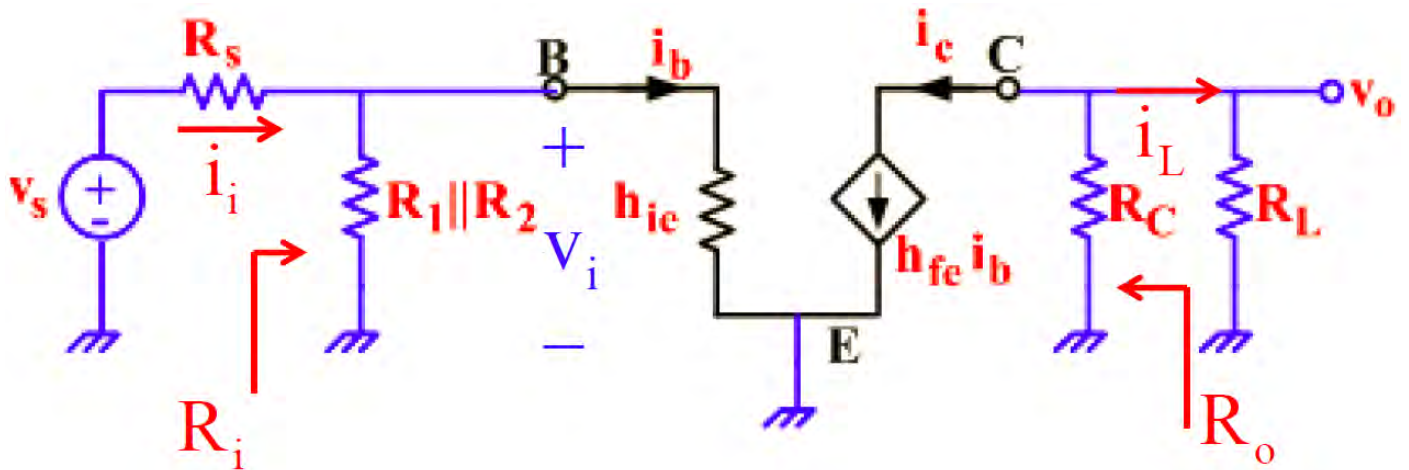 R_s
i_b
i_c
B
C
v_o
i_i
i_L
+
v_s
+
-
R_1||R_2
h_ie
R_C
R_L
V_i
h_fe i_b
−
E
R_i
R_o